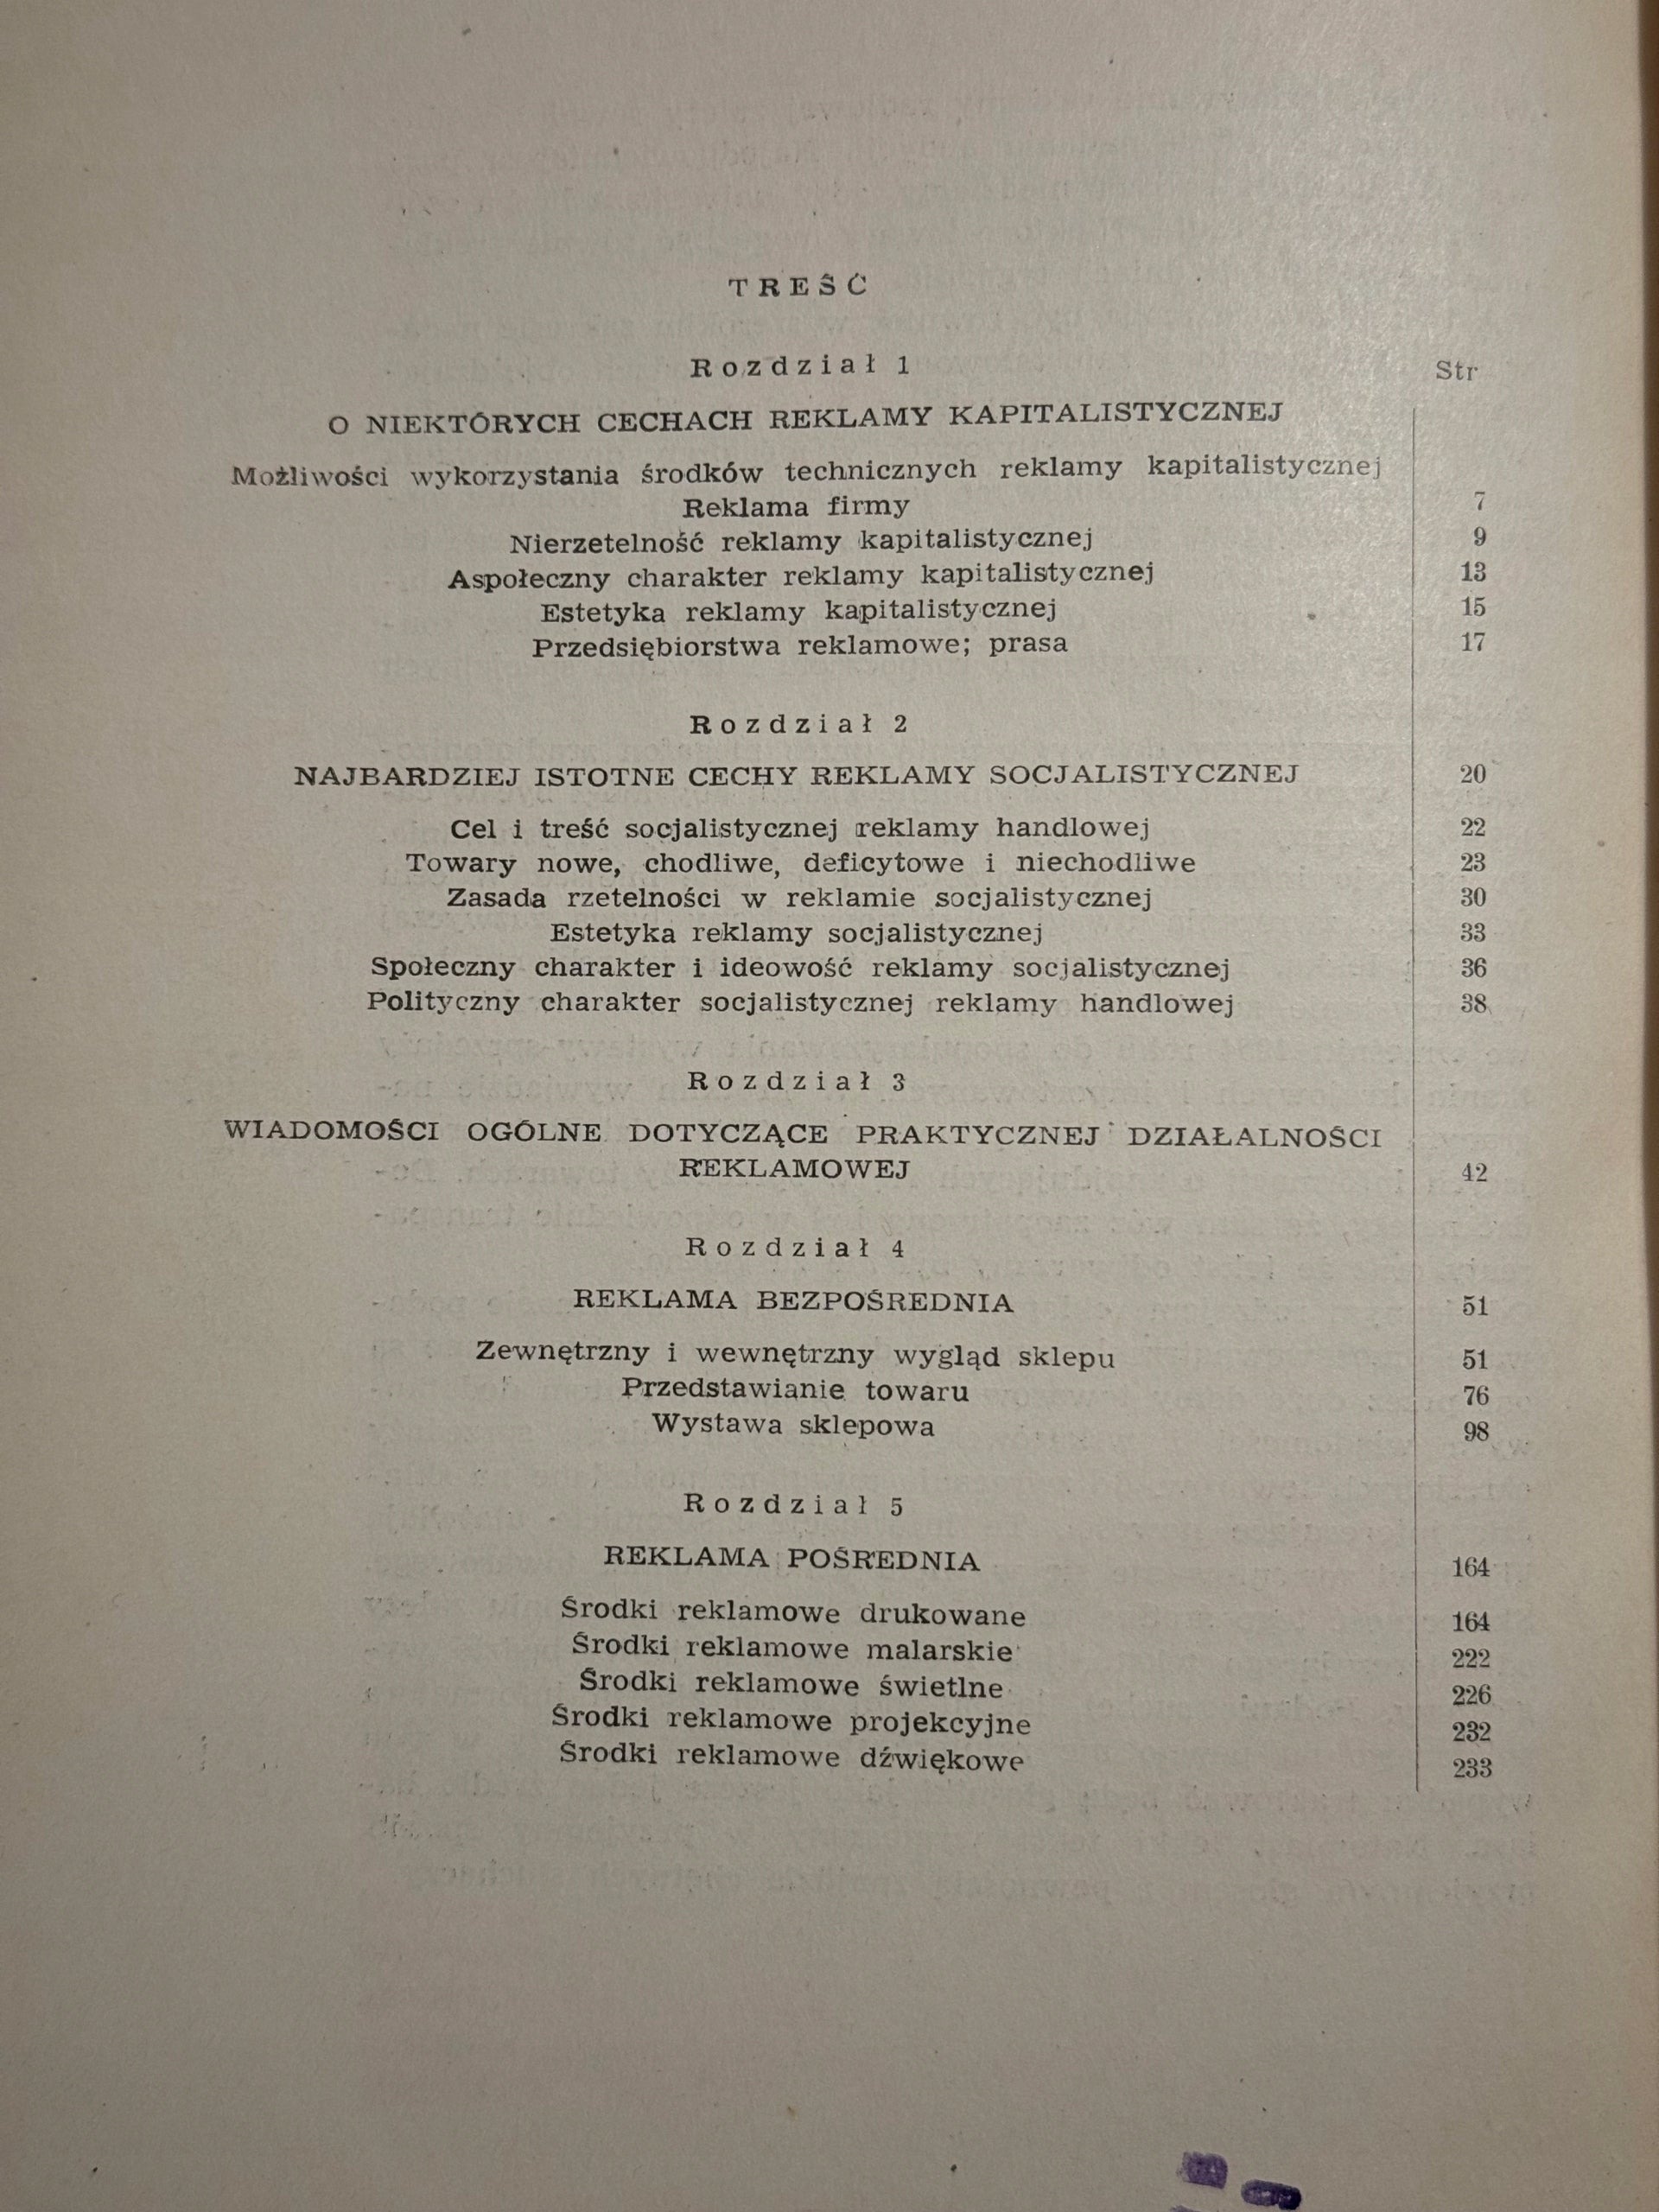 TREŚĆ
Rozdział 1
Str
O NIEKTÓRYCH CECHACH REKLAMY KAPITALISTYCZNEJ
Możliwości wykorzystania środków technicznych reklamy kapitalistycznej
Reklama firmy 7
Nierzetelność reklamy kapitalistycznej 9
Aspołeczny charakter reklamy kapitalistycznej 13
Estetyka reklamy kapitalistycznej 15
Przedsiębiorstwa reklamowe; prasa 17
Rozdział 2
NAJBARDZIEJ ISTOTNE CECHY REKLAMY SOCJALISTYCZNEJ 20
Cel i treść socjalistycznej reklamy handlowej 22
Towary nowe, chodliwe, deficytowe i niechodliwe 23
Zasada rzetelności w reklamie socjalistycznej 30
Estetyka reklamy socjalistycznej 33
Społeczny charakter i ideowość reklamy socjalistycznej 36
Polityczny charakter socjalistycznej reklamy handlowej 38
Rozdział 3
WIADOMOŚCI OGÓLNE DOTYCZĄCE PRAKTYCZNEJ DZIAŁALNOŚCI
REKLAMOWEJ 42
Rozdział 4
REKLAMA BEZPOŚREDNIA 51
Zewnętrzny i wewnętrzny wygląd sklepu 51
Przedstawianie towaru 76
Wystawa sklepowa 98
Rozdział 5
REKLAMA POŚREDNIA 164
Środki reklamowe drukowane 164
Środki reklamowe malarskie 222
Środki reklamowe świetlne 226
Środki reklamowe projekcyjne 232
Środki reklamowe dźwiękowe 233